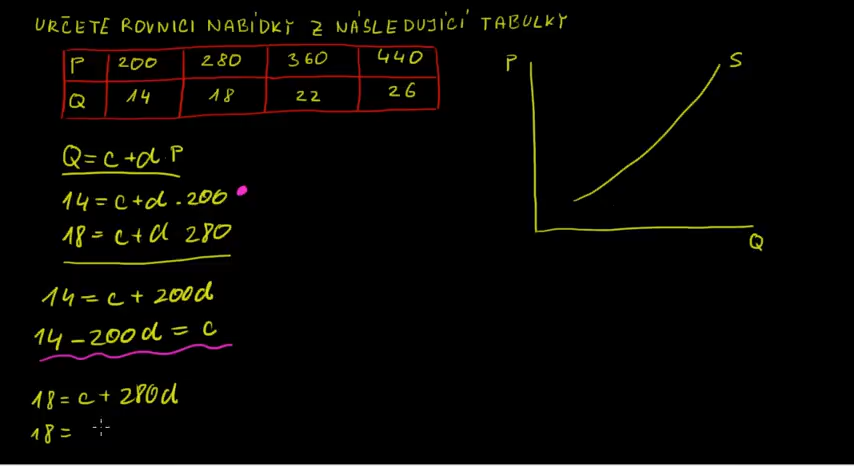 URČETE ROVNICI NABÍDKY Z NÁSLEDUJÍCÍ TABULKY
P 200 280 360 440
Q 14 18 22 26
P
S
Q
Q = c + d . P
14 = c + d . 200
18 = c + d 280
14 = c + 200d
14 - 200d = c
18 = c + 280d
18 =